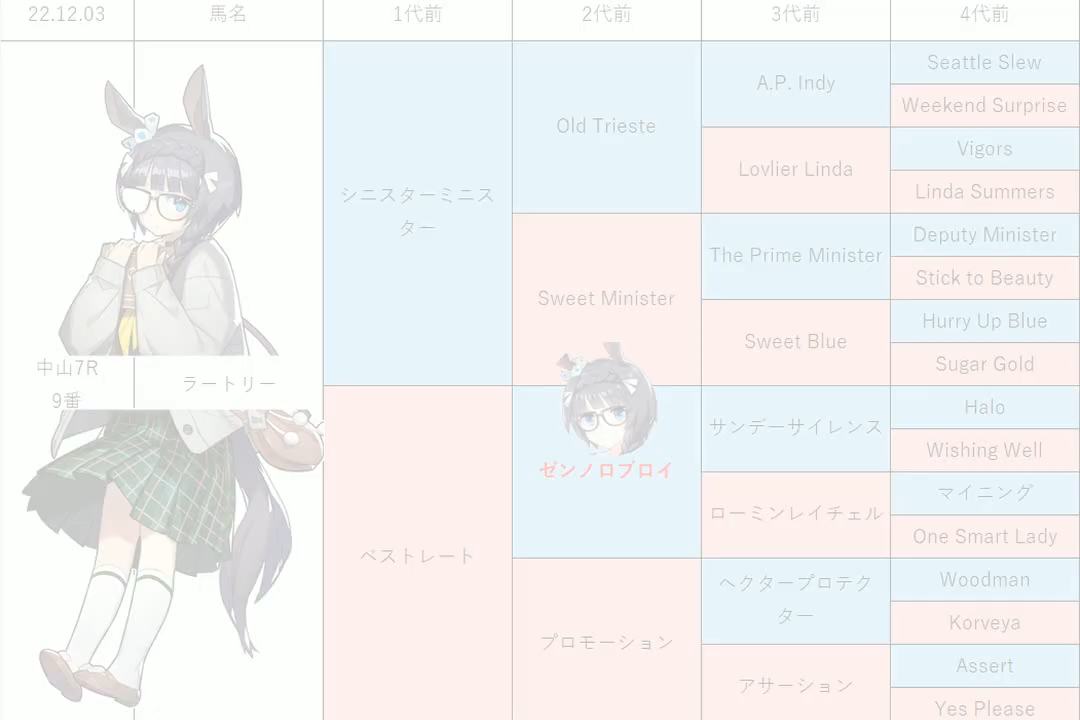 22.12.03
馬名
1代前
2代前
3代前
4代前
中山7R
9番
ラートリー
シニスターミニス
ター
ベストレート
Old Trieste
Sweet Minister
ゼンノロブロイ
プロモーション
A.P. Indy
Lovlier Linda
The Prime Minister
Sweet Blue
サンデーサイレンス
ローミンレイチェル
ヘクタープロテク
ター
アサーション
Seattle Slew
Weekend Surprise
Vigors
Linda Summers
Deputy Minister
Stick to Beauty
Hurry Up Blue
Sugar Gold
Halo
Wishing Well
マイニング
One Smart Lady
Woodman
Korveya
Assert
Yes Please